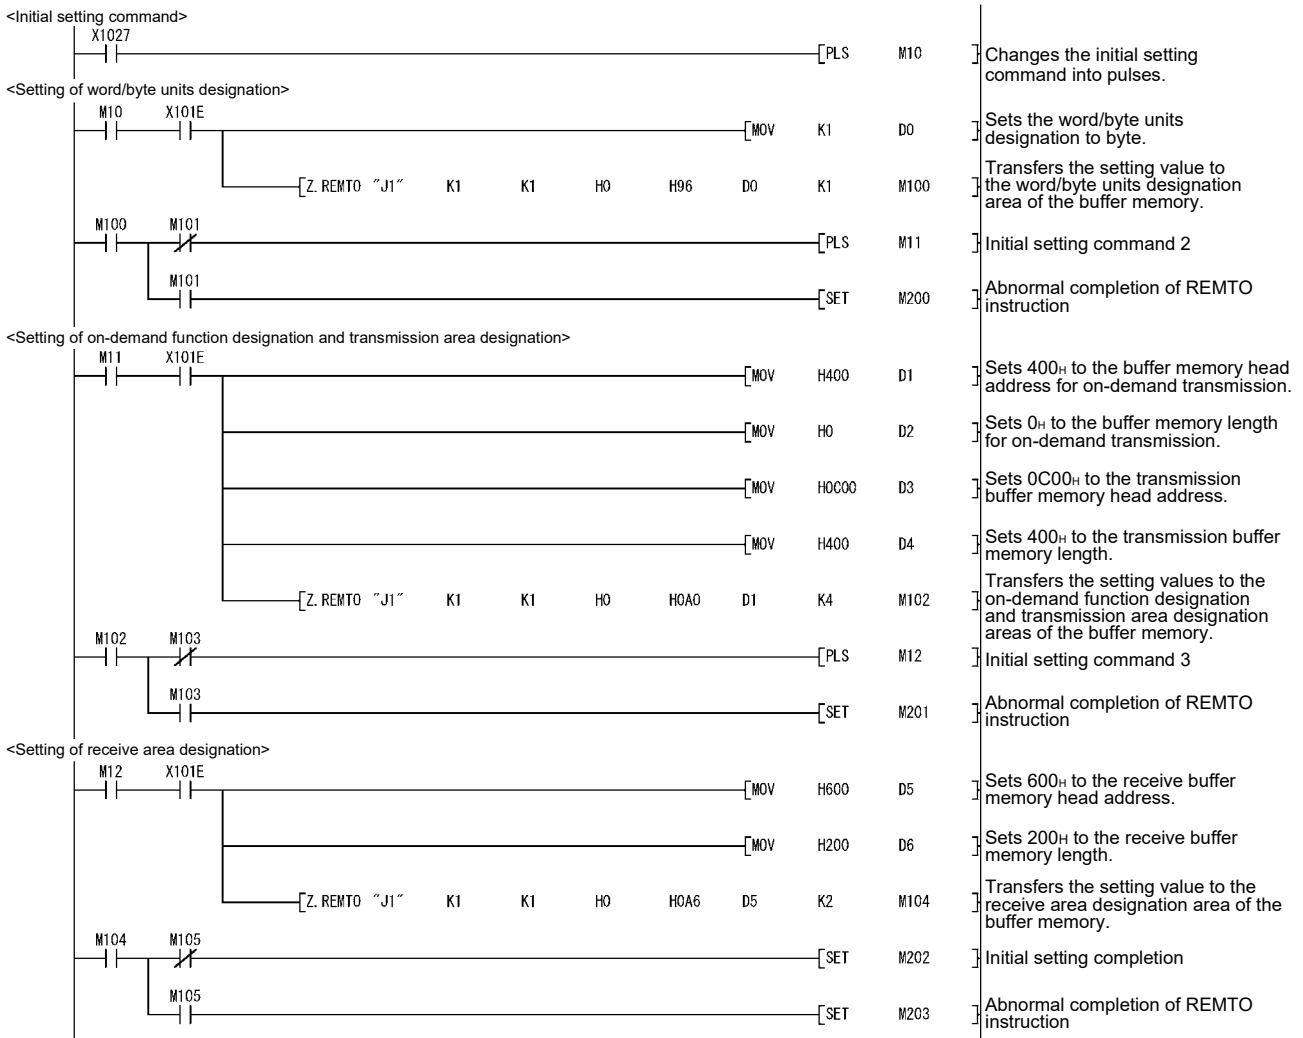 <Initial setting command>
X1027
PLS M10 Changes the initial setting
command into pulses.
<Setting of word/byte units designation>
M10 X101E
MOV K1 D0 Sets the word/byte units
designation to byte.
Z.REMTO "J1" K1 K1 H0 H96 D0 K1 M100 Transfers the setting value to
the word/byte units designation
area of the buffer memory.
M100 M101
PLS M11 Initial setting command 2
M101
SET M200 Abnormal completion of REMTO
instruction
<Setting of on-demand function designation and transmission area designation>
M11 X101E
MOV H400 D1 Sets 400H to the buffer memory head
address for on-demand transmission.
MOV H0 D2 Sets 0H to the buffer memory length
for on-demand transmission.
MOV H0C00 D3 Sets 0C00H to the transmission
buffer memory head address.
MOV H400 D4 Sets 400H to the transmission buffer
memory length.
Z.REMTO "J1" K1 K1 H0 H0A0 D1 K4 M102 Transfers the setting values to the
on-demand function designation
and transmission area designation
areas of the buffer memory.
M102 M103
PLS M12 Initial setting command 3
M103
SET M201 Abnormal completion of REMTO
instruction
<Setting of receive area designation>
M12 X101E
MOV H600 D5 Sets 600H to the receive buffer
memory head address.
MOV H200 D6 Sets 200H to the receive buffer
memory length.
Z.REMTO "J1" K1 K1 H0 H0A6 D5 K2 M104 Transfers the setting value to the
receive area designation area of the
buffer memory.
M104 M105
SET M202 Initial setting completion
M105
SET M203 Abnormal completion of REMTO
instruction